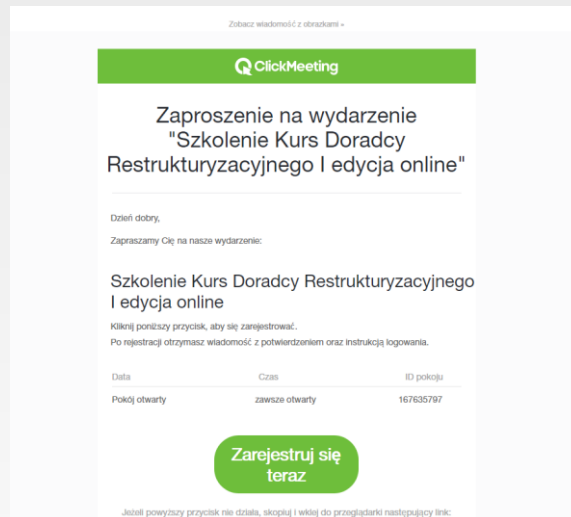 Zobacz wiadomość z obrazkami »
ClickMeeting
Zaproszenie na wydarzenie
"Szkolenie Kurs Doradcy
Restrukturyzacyjnego I edycja online"
Dzień dobry,
Zapraszamy Cię na nasze wydarzenie:
Szkolenie Kurs Doradcy Restrukturyzacyjnego
I edycja online
Kliknij poniższy przycisk, aby się zarejestrować.
Po rejestracji otrzymasz wiadomość z potwierdzeniem oraz instrukcją logowania.
Data Czas ID pokoju
Pokój otwarty zawsze otwarty 167635797
Zarejestruj się
teraz
Jeżeli powyższy przycisk nie działa, skopiuj i wklej do przeglądarki następujący link: